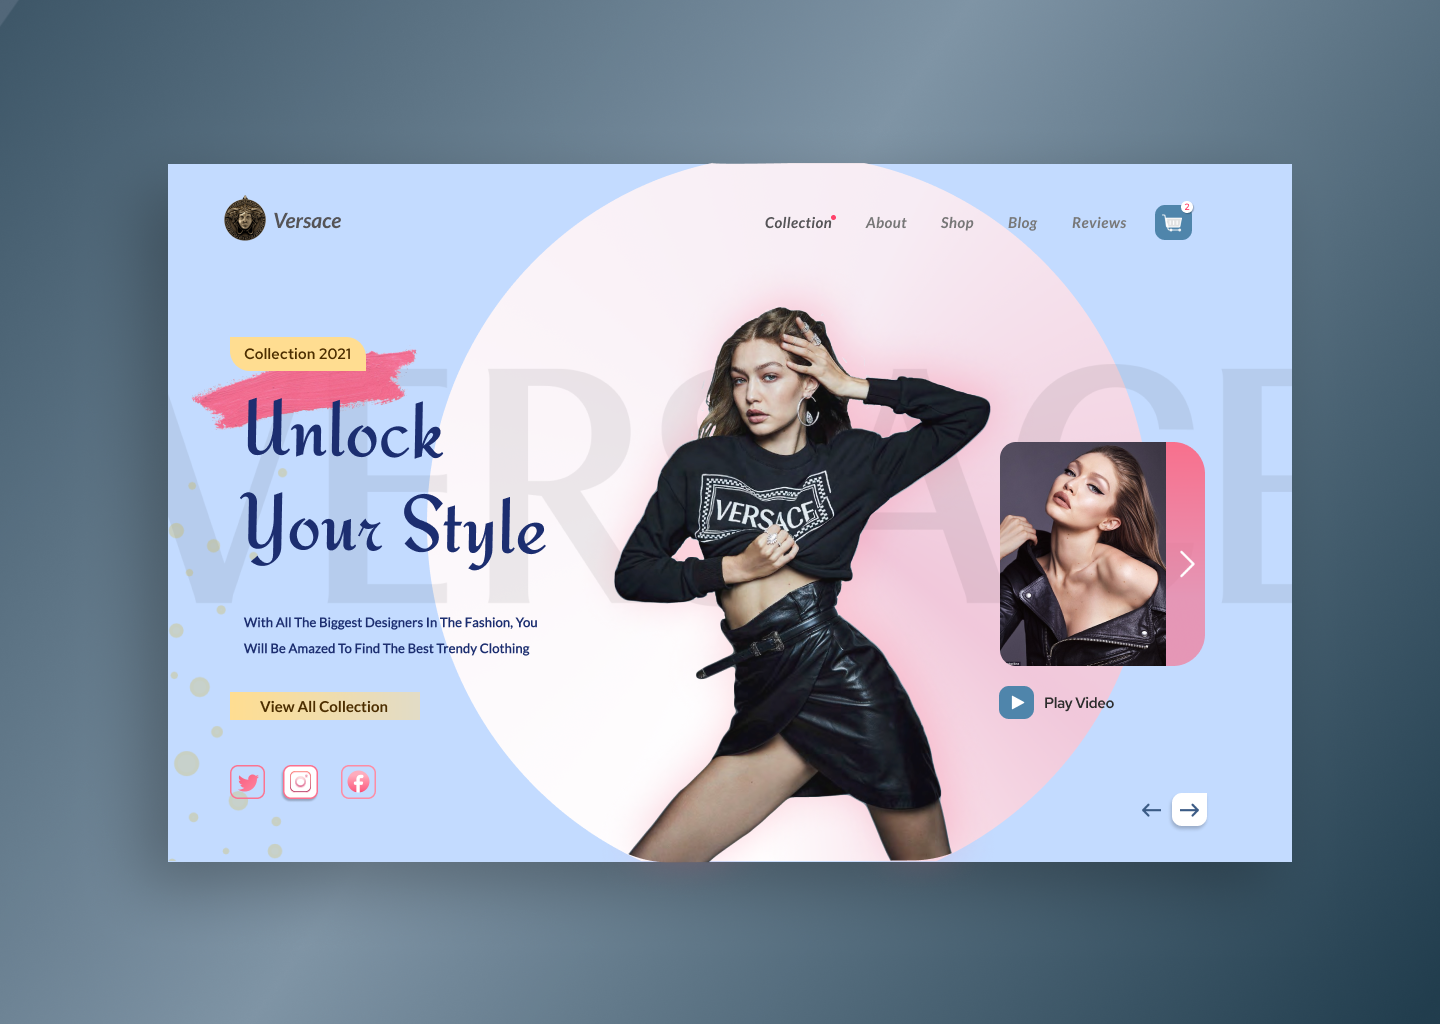 Versace
Collection
About
Shop
Blog
Reviews
2
Collection 2021
VERSACE
Unlock
Your Style
VERSACE
With All The Biggest Designers In The Fashion, You
Will Be Amazed To Find The Best Trendy Clothing
View All Collection
Play Video